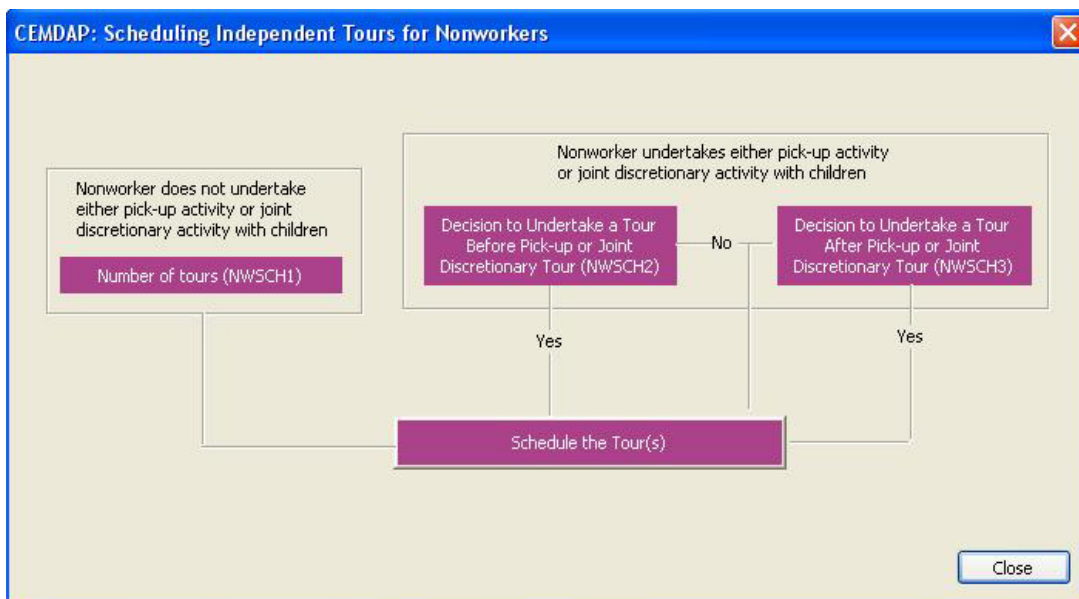 CEMDAP: Scheduling Independent Tours for Nonworkers
Nonworker does not undertake
either pick-up activity or joint
discretionary activity with children
Number of tours (NWSCH1)
Nonworker undertakes either pick-up activity
or joint discretionary activity with children
Decision to Undertake a Tour
Before Pick-up or Joint
Discretionary Tour (NWSCH2)
No
Decision to Undertake a Tour
After Pick-up or Joint
Discretionary Tour (NWSCH3)
Yes
Yes
Schedule the Tour(s)
Close